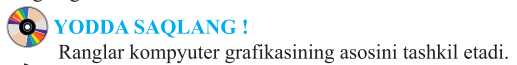 YODDA SAQLANG !
Ranglar kompyuter grafikasining asosini tashkil etadi.